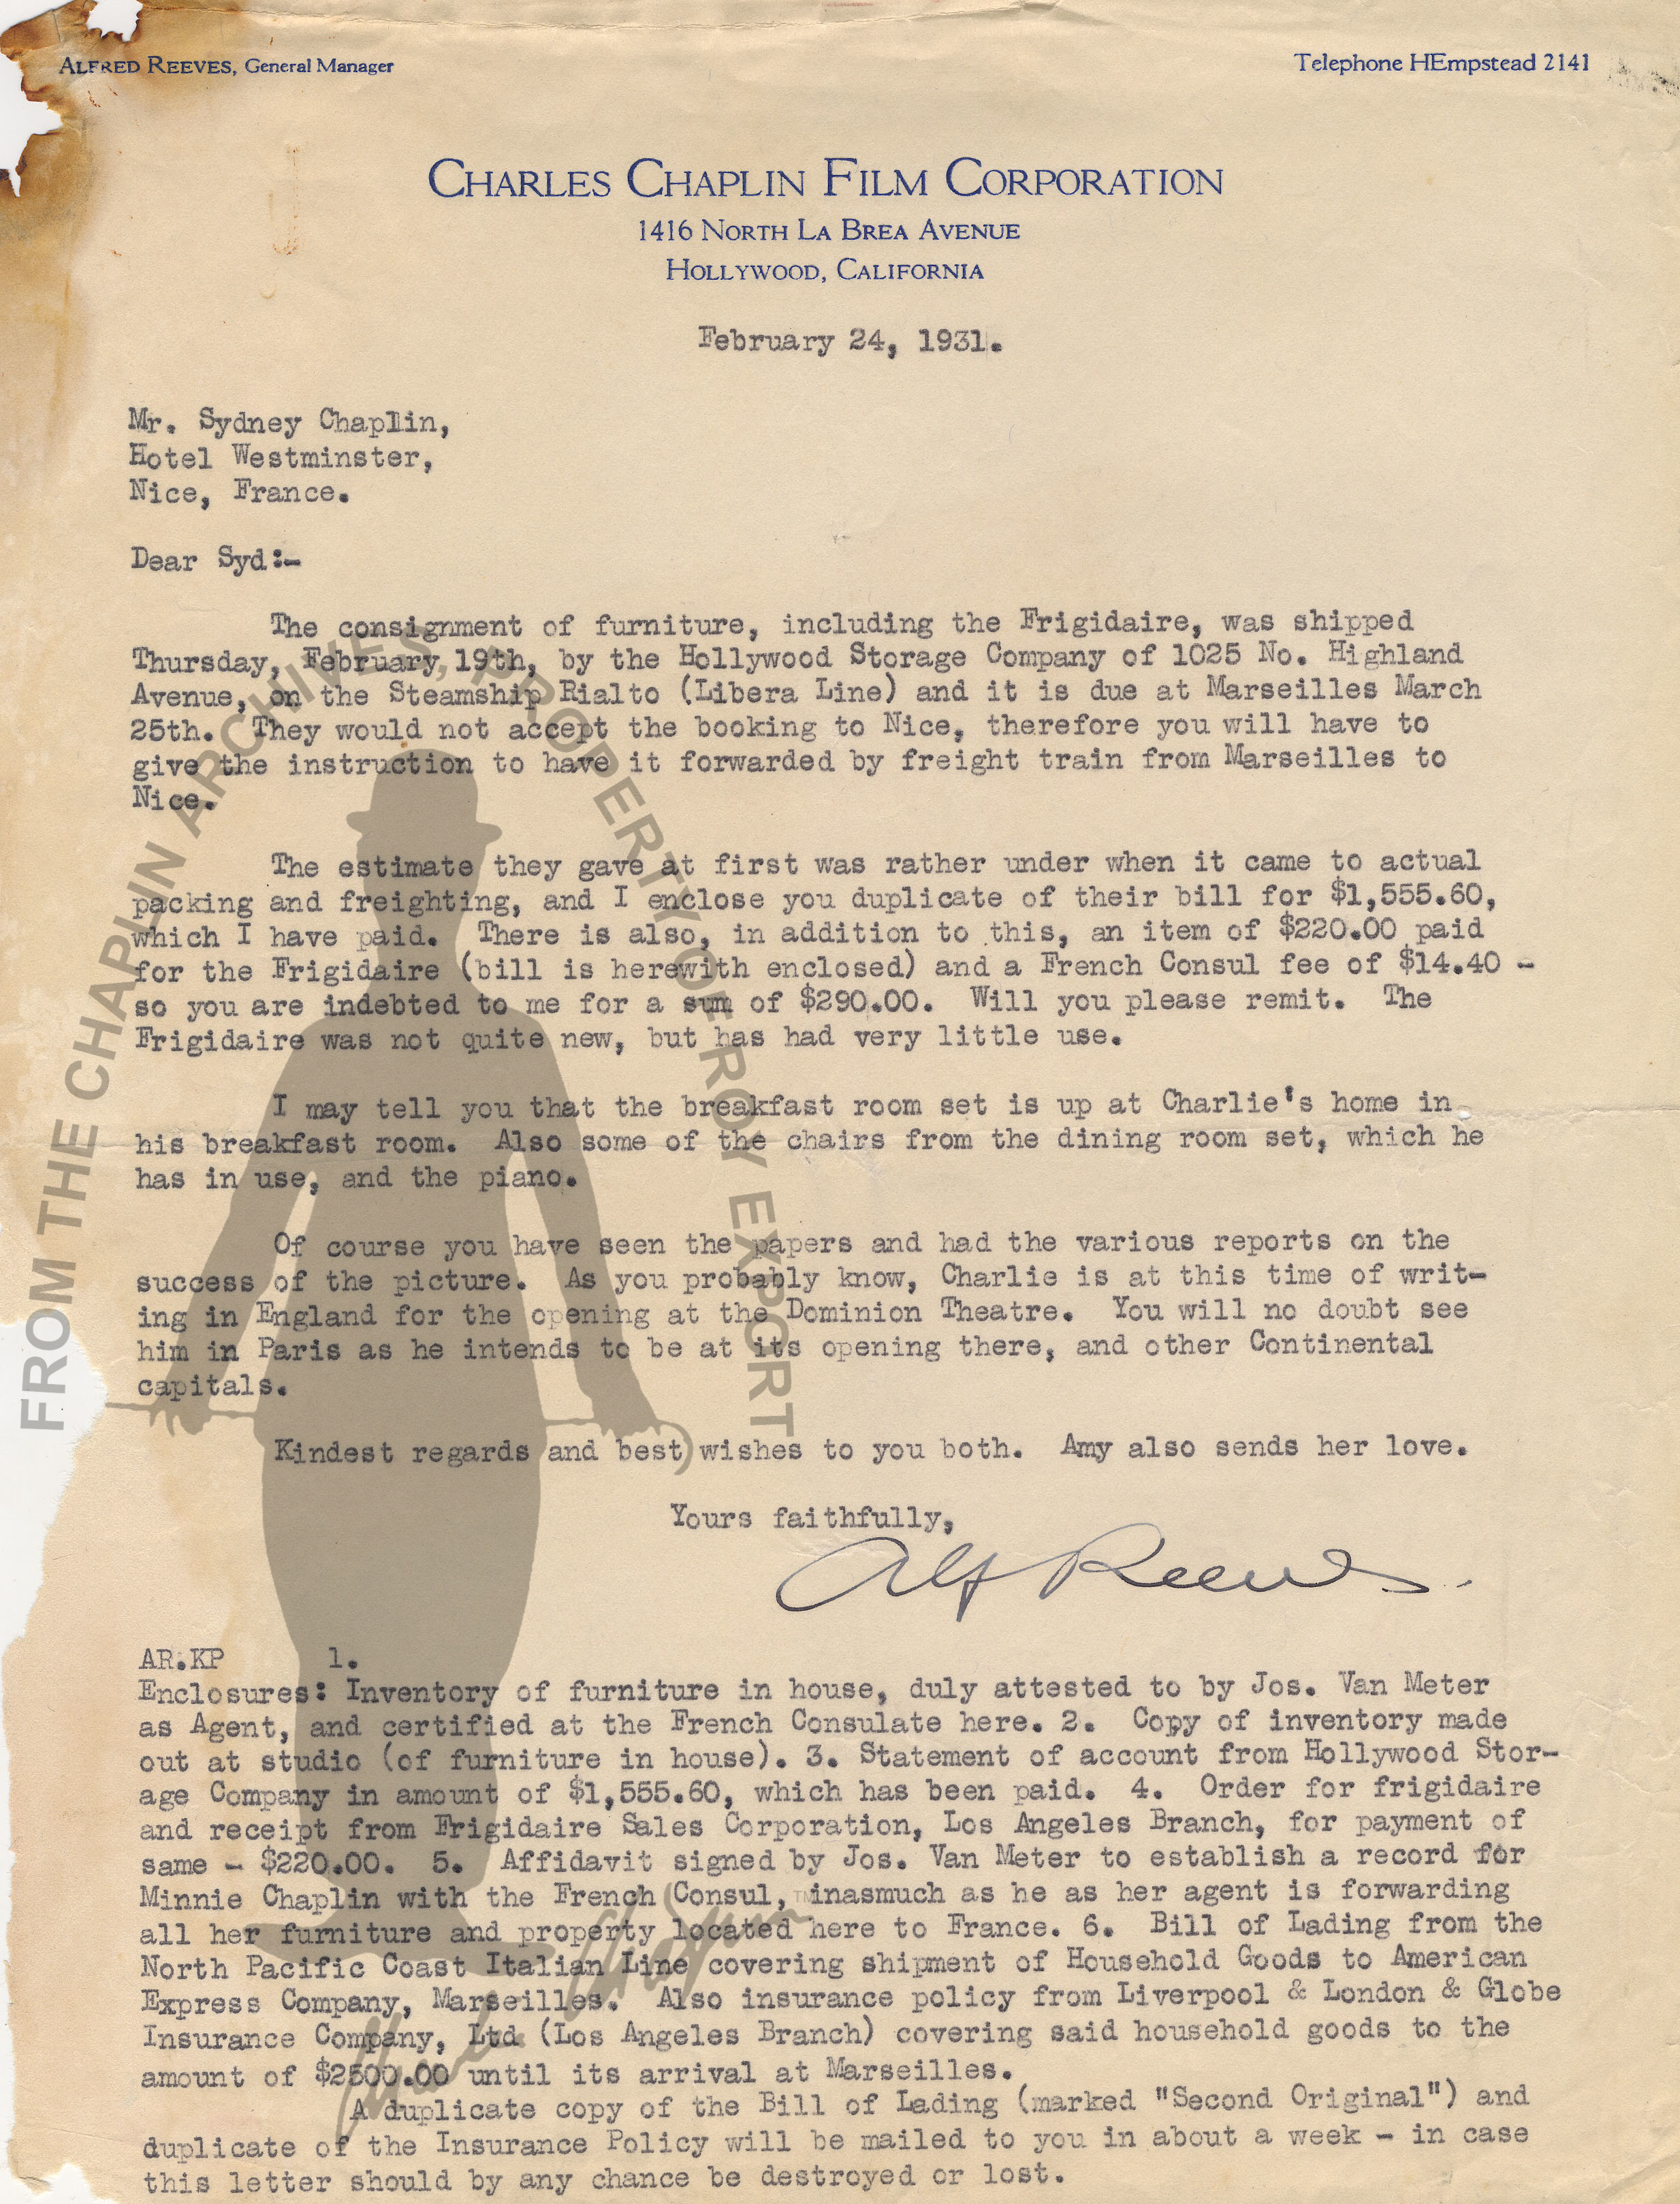 ALFRED REEVES, General Manager
Telephone HEmpstead 2141
CHARLES CHAPLIN FILM CORPORATION
1416 NORTH LA BREA AVENUE
HOLLYWOOD, CALIFORNIA
February 24, 1931.
Mr. Sydney Chaplin,
Hotel Westminster,
Nice, France.
Dear Syd:-
The consignment of furniture, including the Frigidaire, was shipped
Thursday, February 19th, by the Hollywood Storage Company of 1025 No. Highland
Avenue, on the Steamship Rialto (Libera Line) and it is due at Marseilles March
25th. They would not accept the booking to Nice, therefore you will have to
give the instruction to have it forwarded by freight train from Marseilles to
Nice.
The estimate they gave at first was rather under when it came to actual
packing and freighting, and I enclose you duplicate of their bill for $1,555.60,
which I have paid. There is also, in addition to this, an item of $220.00 paid
for the Frigidaire (bill is herewith enclosed) and a French Consul fee of $14.40 -
so you are indebted to me for a sum of $290.00. Will you please remit. The
Frigidaire was not quite new, but has had very little use.
I may tell you that the breakfast room set is up at Charlie's home in
his breakfast room. Also some of the chairs from the dining room set, which he
has in use, and the piano.
Of course you have seen the papers and had the various reports on the
success of the picture. As you probably know, Charlie is at this time of writ-
ing in England for the opening at the Dominion Theatre. You will no doubt see
him in Paris as he intends to be at its opening there, and other Continental
capitals.
Kindest regards and best wishes to you both. Amy also sends her love.
Yours faithfully,
Alf Reeves.
AR.KP 1.
Enclosures: Inventory of furniture in house, duly attested to by Jos. Van Meter
as Agent, and certified at the French Consulate here. 2. Copy of inventory made
out at studio (of furniture in house). 3. Statement of account from Hollywood Stor-
age Company in amount of $1,555.60, which has been paid. 4. Order for frigidaire
and receipt from Frigidaire Sales Corporation, Los Angeles Branch, for payment of
same - $220.00. 5. Affidavit signed by Jos. Van Meter to establish a record for
Minnie Chaplin with the French Consul, inasmuch as he as her agent is forwarding
all her furniture and property located here to France. 6. Bill of Lading from the
North Pacific Coast Italian Line covering shipment of Household Goods to American
Express Company, Marseilles. Also insurance policy from Liverpool & London & Globe
Insurance Company, Ltd (Los Angeles Branch) covering said household goods to the
amount of $2500.00 until its arrival at Marseilles.
A duplicate copy of the Bill of Lading (marked "Second Original") and
duplicate of the Insurance Policy will be mailed to you in about a week - in case
this letter should by any chance be destroyed or lost.
FROM THE CHAPLIN ARCHIVES, PROPERTY OF ROY EXPORT
TM